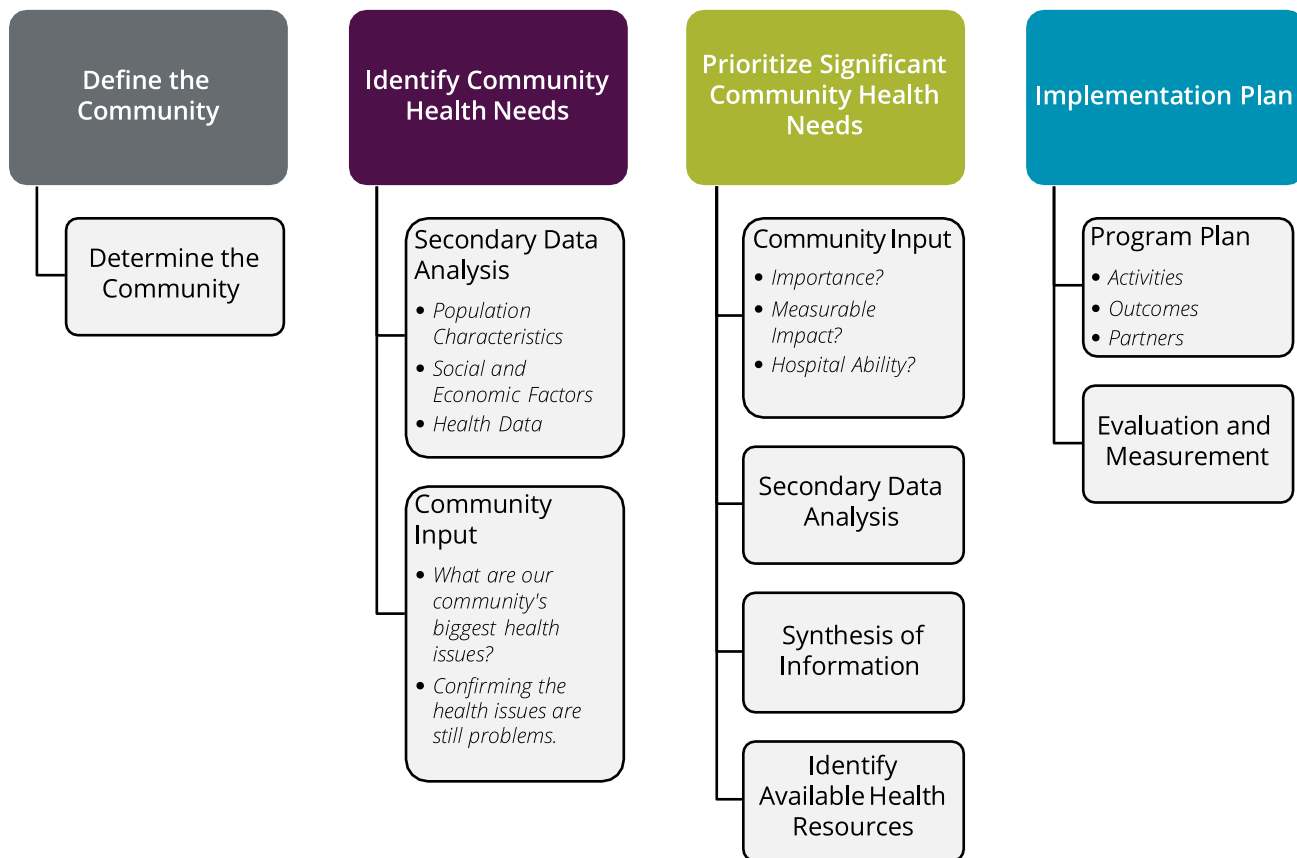 Define the
Community
Determine the
Community
Identify Community
Health Needs
Secondary Data
Analysis
• Population
Characteristics
• Social and
Economic Factors
• Health Data
Community
Input
• What are our
community's
biggest health
issues?
• Confirming the
health issues are
still problems.
Prioritize Significant
Community Health
Needs
Community Input
• Importance?
• Measurable
Impact?
• Hospital Ability?
Secondary Data
Analysis
Synthesis of
Information
Identify
Available Health
Resources
Implementation Plan
Program Plan
• Activities
• Outcomes
• Partners
Evaluation and
Measurement